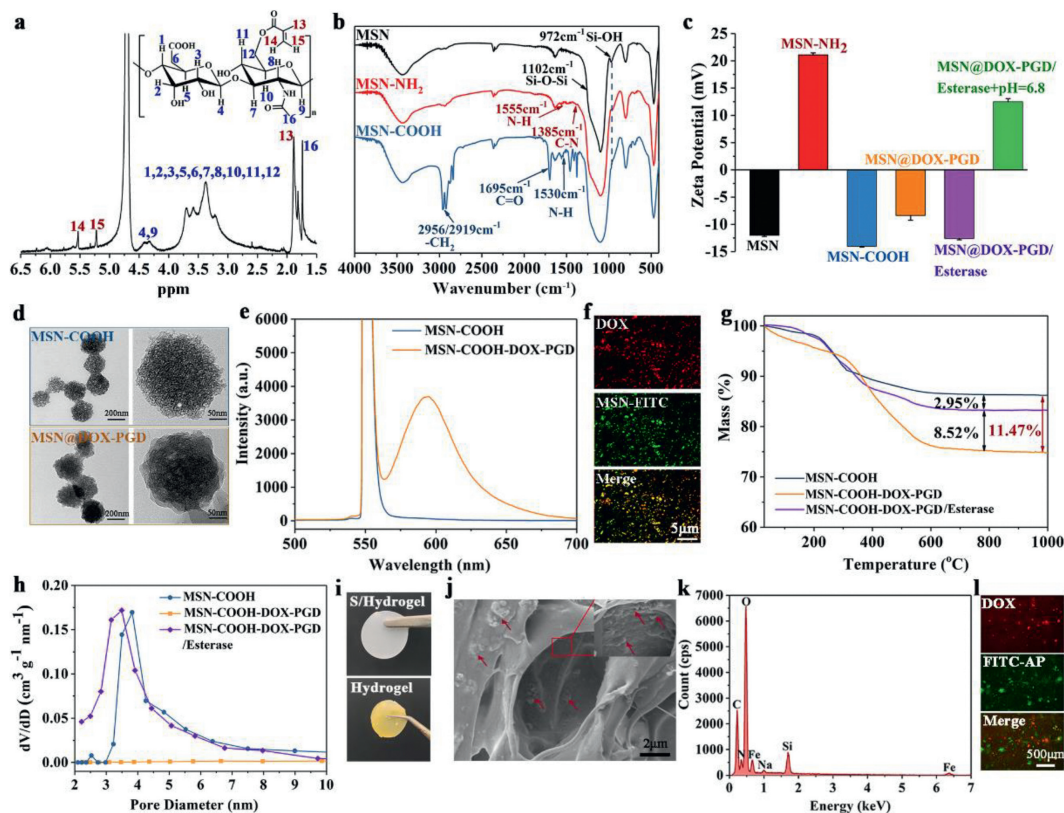 a
1
COOH
6
3
11
HO
12
O
13
14
15
H
H
8
HO
O
O
OH
OH
2
5
4
7
10
NH
O
16
9
n
13
16
1,2,3,5,6,7,8,10,11,12
14
15
4,9
6.5 5.5 4.5 3.5 2.5 1.5
ppm
b
MSN
972cm-1Si-OH
1102cm-1
Si-O-Si
MSN-NH2
1555cm-1
N-H
1385cm-1
C-N
MSN-COOH
1695cm-1
C=O
1530cm-1
N-H
2956/2919cm-1
-CH2
4000 3500 3000 2500 2000 1500 1000 500
Wavenumber (cm-1)
c
Zeta Potential (mV)
25
20
15
10
5
0
-5
-10
-15
MSN-NH2
MSN@DOX-PGD/
Esterase+pH=6.8
MSN@DOX-PGD
MSN
MSN-COOH
MSN@DOX-PGD/
Esterase
d
MSN-COOH
200nm
50nm
MSN@DOX-PGD
200nm
50nm
e
Intensity (a.u.)
6000
5000
4000
3000
2000
1000
0
MSN-COOH
MSN-COOH-DOX-PGD
500 550 600 650 700
Wavelength (nm)
f
DOX
MSN-FITC
Merge
5μm
g
Mass (%)
100
90
80
70
60
2.95%
8.52%
11.47%
MSN-COOH
MSN-COOH-DOX-PGD
MSN-COOH-DOX-PGD/Esterase
200 400 600 800 1000
Temperature (oC)
h
dV/dD (cm3 g-1 nm-1)
0.20
0.15
0.10
0.05
0.00
MSN-COOH
MSN-COOH-DOX-PGD
MSN-COOH-DOX-PGD
/Esterase
2 3 4 5 6 7 8 9 10
Pore Diameter (nm)
i
S/Hydrogel
Hydrogel
j
2μm
k
Count (cps)
7000
6000
5000
4000
3000
2000
1000
0
O
C
N
Fe
Na
Si
Fe
0 1 2 3 4 5 6 7
Energy (keV)
l
DOX
FITC-AP
Merge
500μm